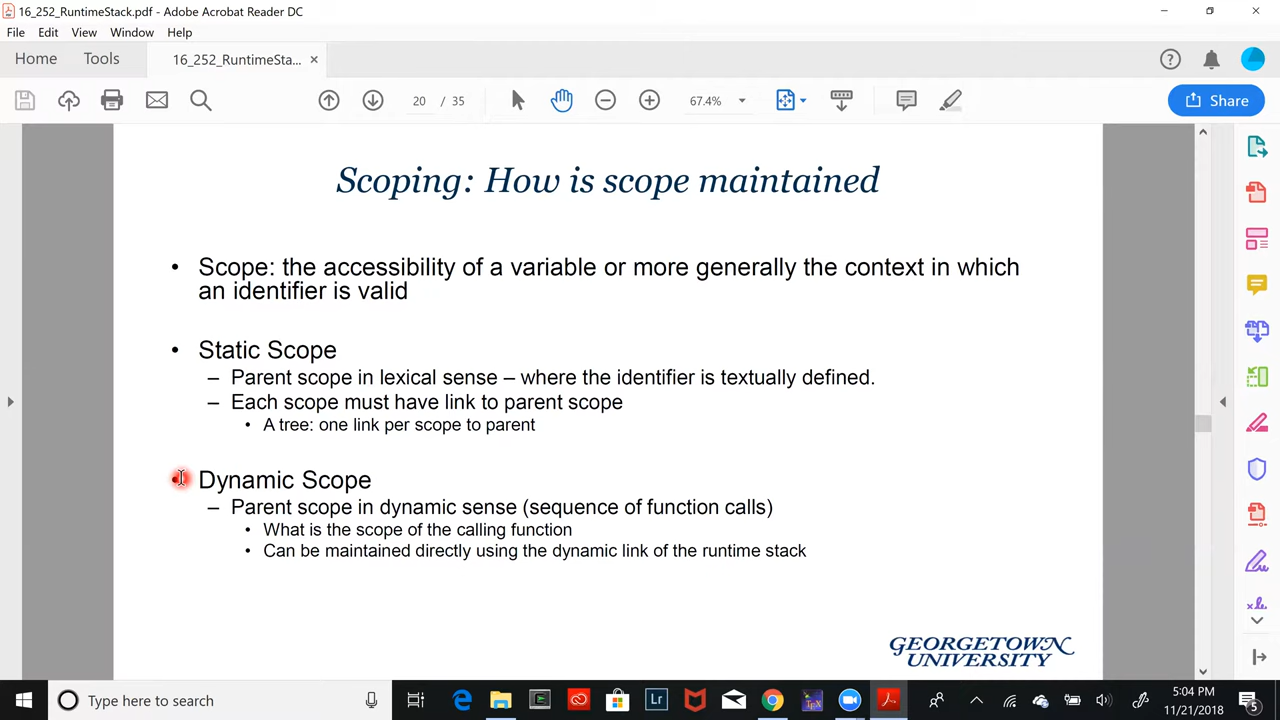 16_252_RuntimeStack.pdf - Adobe Acrobat Reader DC
File Edit View Window Help
Home Tools 16_252_RuntimeSta... ×
20 / 35 67.4% Share
Scoping: How is scope maintained
• Scope: the accessibility of a variable or more generally the context in which
an identifier is valid
• Static Scope
– Parent scope in lexical sense – where the identifier is textually defined.
– Each scope must have link to parent scope
• A tree: one link per scope to parent
Dynamic Scope
– Parent scope in dynamic sense (sequence of function calls)
• What is the scope of the calling function
• Can be maintained directly using the dynamic link of the runtime stack
GEORGETOWN
UNIVERSITY
Type here to search
Lr
5:04 PM
11/21/2018
5